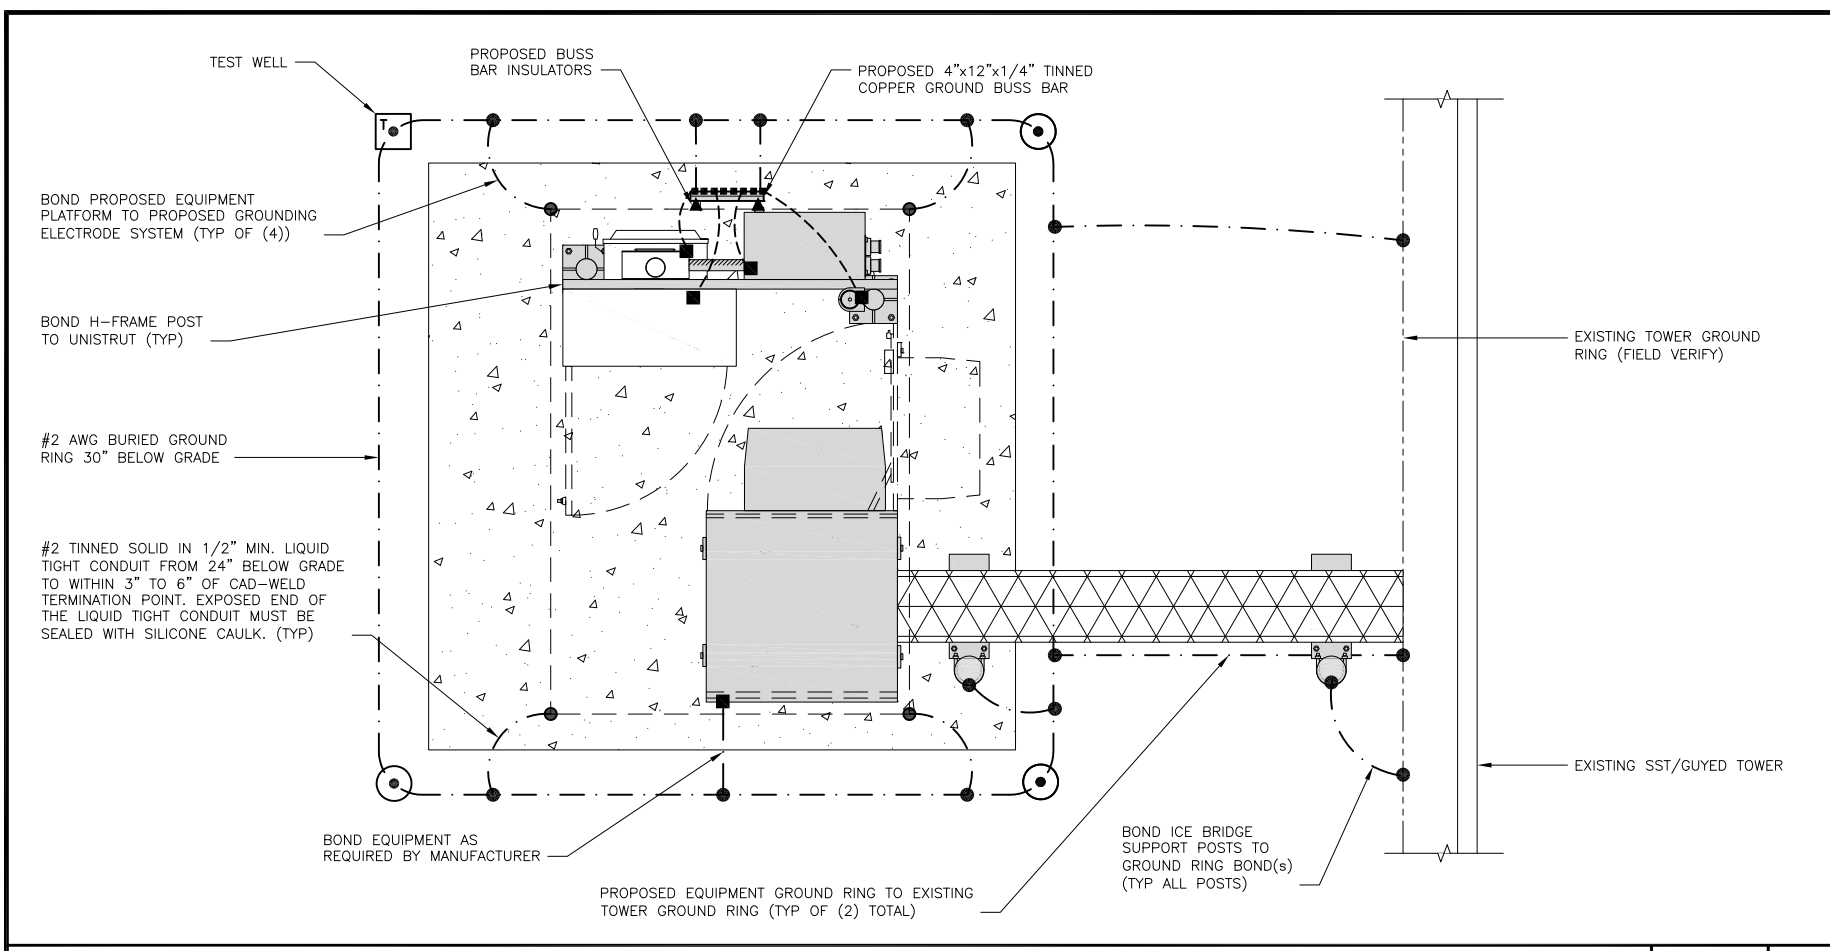 TEST WELL
PROPOSED BUSS
BAR INSULATORS
PROPOSED 4"x12"x1/4" TINNED
COPPER GROUND BUSS BAR
T
BOND PROPOSED EQUIPMENT
PLATFORM TO PROPOSED GROUNDING
ELECTRODE SYSTEM (TYP OF (4))
BOND H-FRAME POST
TO UNISTRUT (TYP)
EXISTING TOWER GROUND
RING (FIELD VERIFY)
#2 AWG BURIED GROUND
RING 30" BELOW GRADE
#2 TINNED SOLID IN 1/2" MIN. LIQUID
TIGHT CONDUIT FROM 24" BELOW GRADE
TO WITHIN 3" TO 6" OF CAD-WELD
TERMINATION POINT. EXPOSED END OF
THE LIQUID TIGHT CONDUIT MUST BE
SEALED WITH SILICONE CAULK. (TYP)
EXISTING SST/GUYED TOWER
BOND EQUIPMENT AS
REQUIRED BY MANUFACTURER
BOND ICE BRIDGE
SUPPORT POSTS TO
GROUND RING BOND(s)
(TYP ALL POSTS)
PROPOSED EQUIPMENT GROUND RING TO EXISTING
TOWER GROUND RING (TYP OF (2) TOTAL)